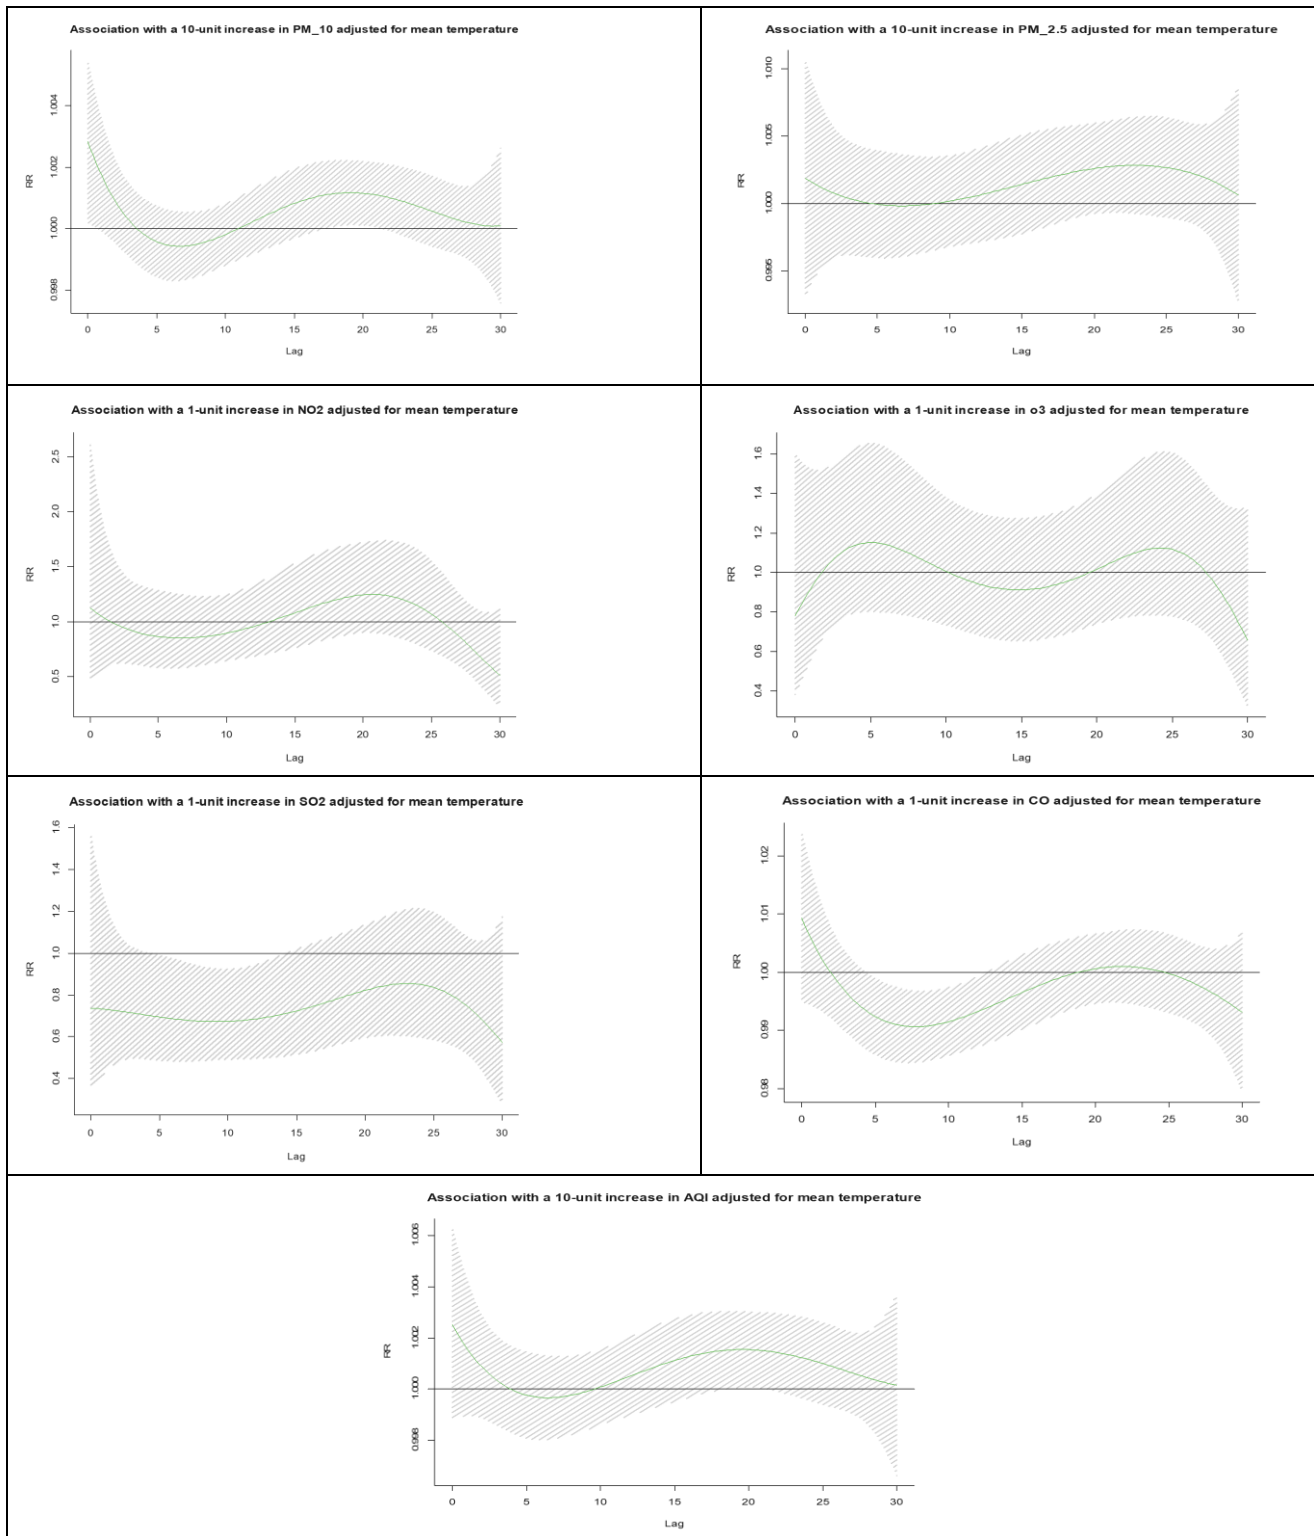 Association with a 10-unit increase in PM_10 adjusted for mean temperature
RR
1.004
1.002
1.000
0.998
0 5 10 15 20 25 30
Lag
Association with a 10-unit increase in PM_2.5 adjusted for mean temperature
RR
1.010
1.005
1.000
0.995
0 5 10 15 20 25 30
Lag
Association with a 1-unit increase in NO2 adjusted for mean temperature
RR
2.5
2.0
1.5
1.0
0.5
0 5 10 15 20 25 30
Lag
Association with a 1-unit increase in o3 adjusted for mean temperature
RR
1.6
1.4
1.2
1.0
0.8
0.6
0.4
0 5 10 15 20 25 30
Lag
Association with a 1-unit increase in SO2 adjusted for mean temperature
RR
1.6
1.4
1.2
1.0
0.8
0.6
0.4
0 5 10 15 20 25 30
Lag
Association with a 1-unit increase in CO adjusted for mean temperature
RR
1.02
1.01
1.00
0.99
0.98
0 5 10 15 20 25 30
Lag
Association with a 10-unit increase in AQI adjusted for mean temperature
RR
1.006
1.004
1.002
1.000
0.998
0 5 10 15 20 25 30
Lag